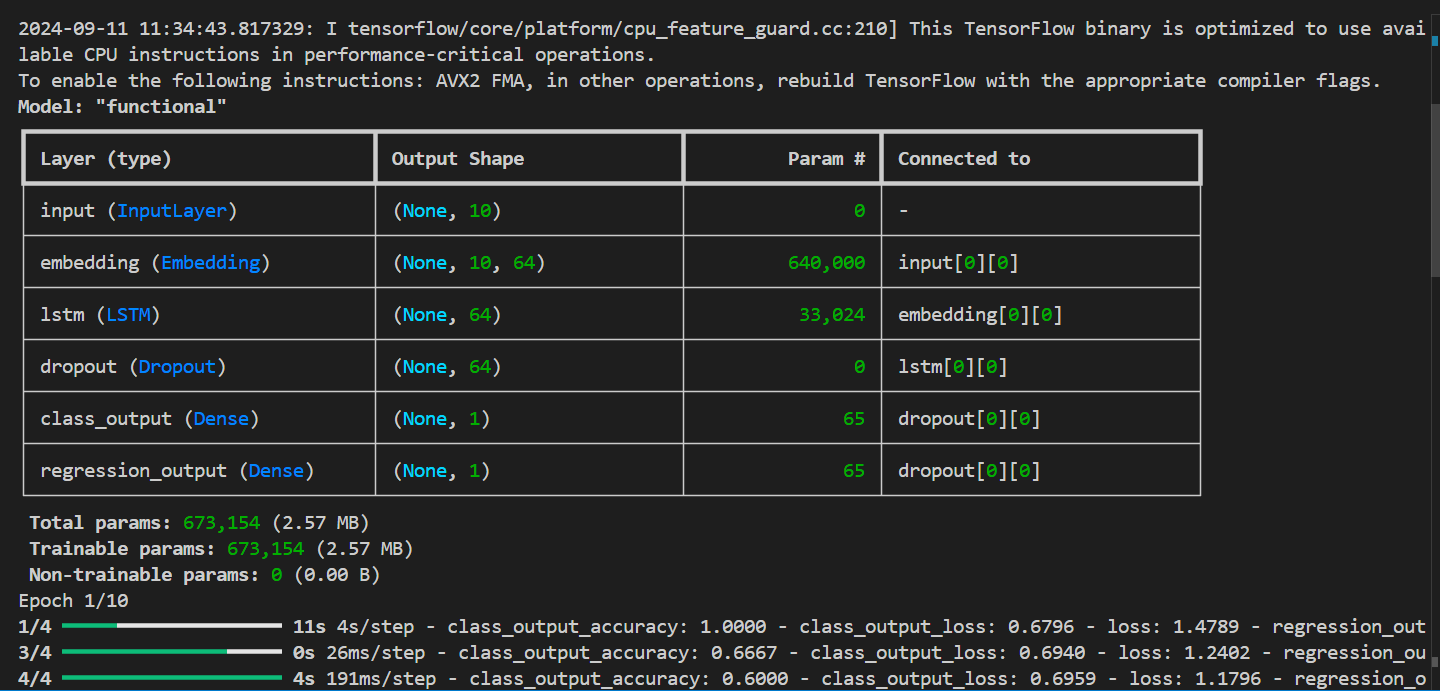 2024-09-11 11:34:43.817329: I tensorflow/core/platform/cpu_feature_guard.cc:210] This TensorFlow binary is optimized to use avai
lable CPU instructions in performance-critical operations.
To enable the following instructions: AVX2 FMA, in other operations, rebuild TensorFlow with the appropriate compiler flags.
Model: "functional"
Layer (type) Output Shape Param # Connected to
input (InputLayer) (None, 10) 0 -
embedding (Embedding) (None, 10, 64) 640,000 input[0][0]
lstm (LSTM) (None, 64) 33,024 embedding[0][0]
dropout (Dropout) (None, 64) 0 lstm[0][0]
class_output (Dense) (None, 1) 65 dropout[0][0]
regression_output (Dense) (None, 1) 65 dropout[0][0]
Total params: 673,154 (2.57 MB)
Trainable params: 673,154 (2.57 MB)
Non-trainable params: 0 (0.00 B)
Epoch 1/10
1/4 11s 4s/step - class_output_accuracy: 1.0000 - class_output_loss: 0.6796 - loss: 1.4789 - regression_out
3/4 0s 26ms/step - class_output_accuracy: 0.6667 - class_output_loss: 0.6940 - loss: 1.2402 - regression_ou
4/4 4s 191ms/step - class_output_accuracy: 0.6000 - class_output_loss: 0.6959 - loss: 1.1796 - regression_o